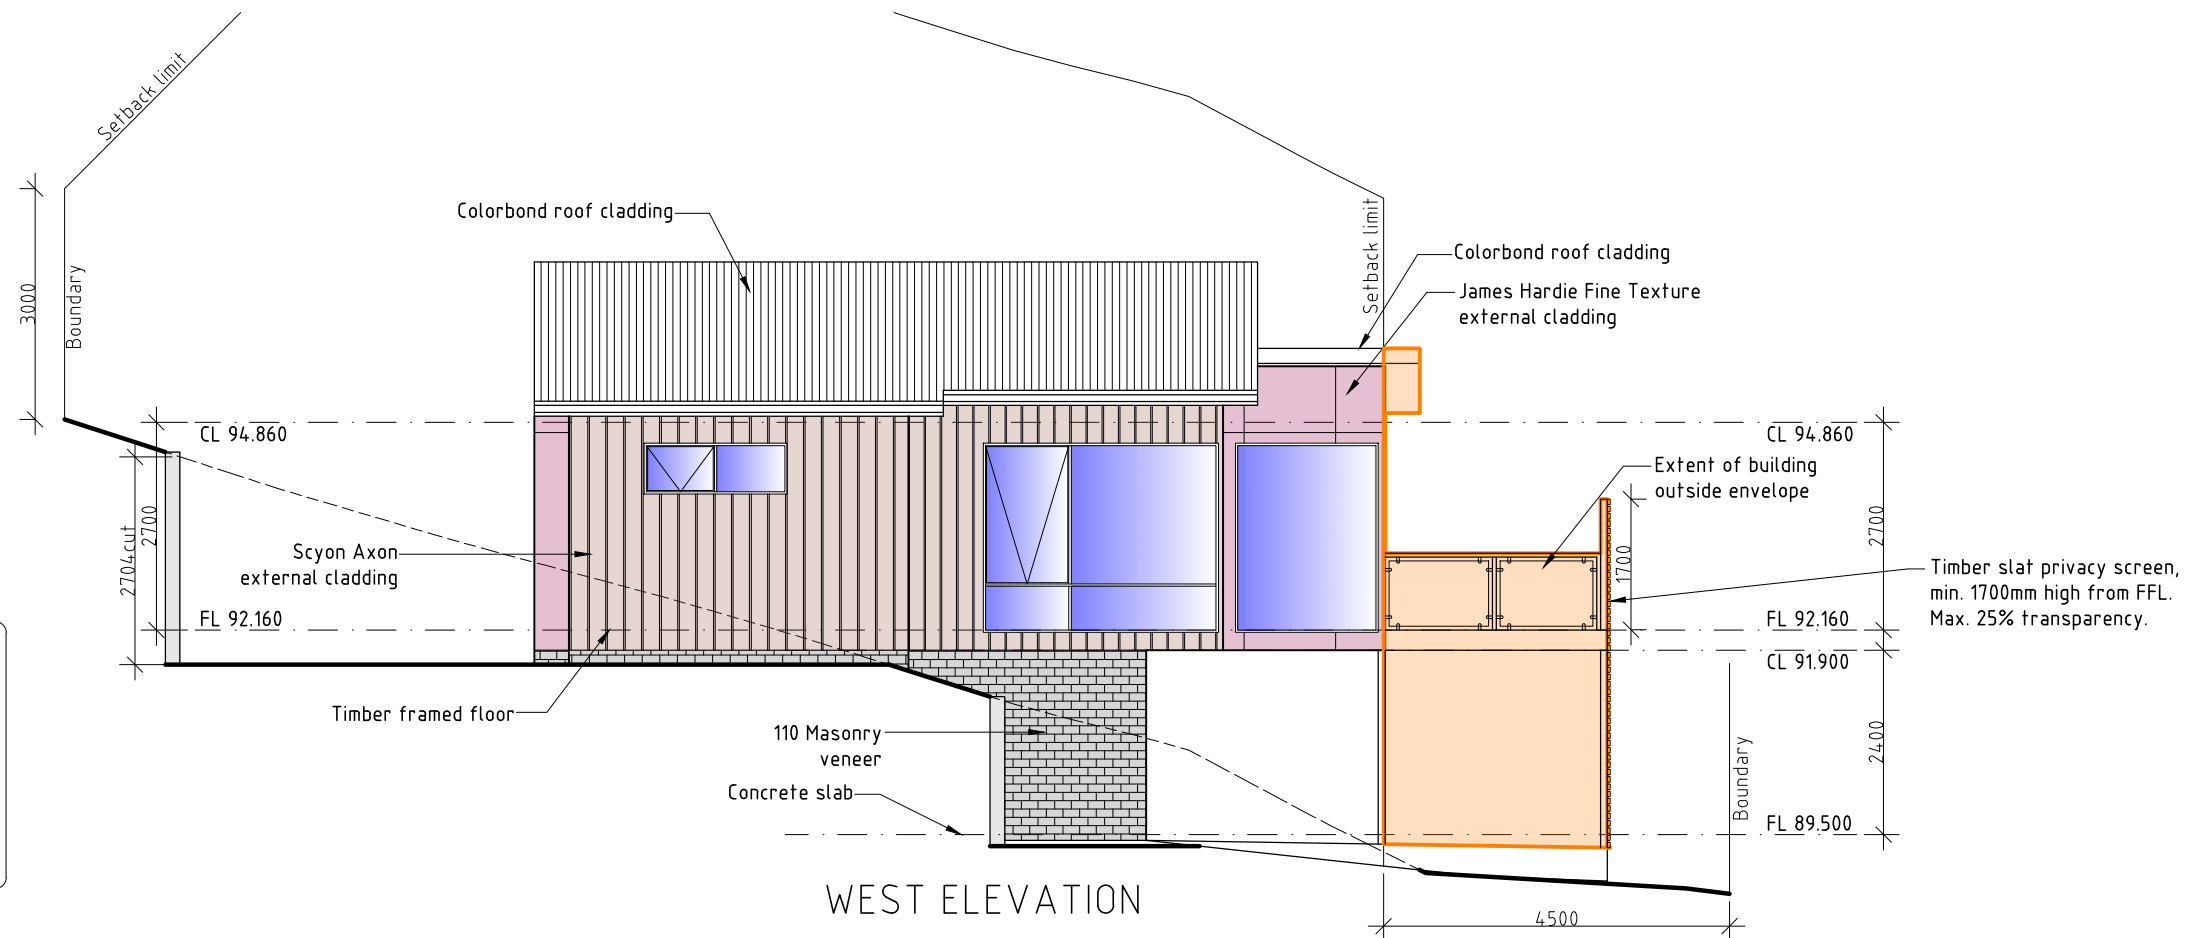 Setback limit
Boundary
3000
Colorbond roof cladding
Setback limit
Colorbond roof cladding
James Hardie Fine Texture
external cladding
CL 94.860
CL 94.860
Extent of building
outside envelope
2700
2704cut
Scyon Axon
external cladding
2700
1700
Timber slat privacy screen,
min. 1700mm high from FFL.
Max. 25% transparency.
FL 92.160
FL 92.160
CL 91.900
Timber framed floor
110 Masonry
veneer
2400
Boundary
Concrete slab
FL 89.500
WEST ELEVATION
4500